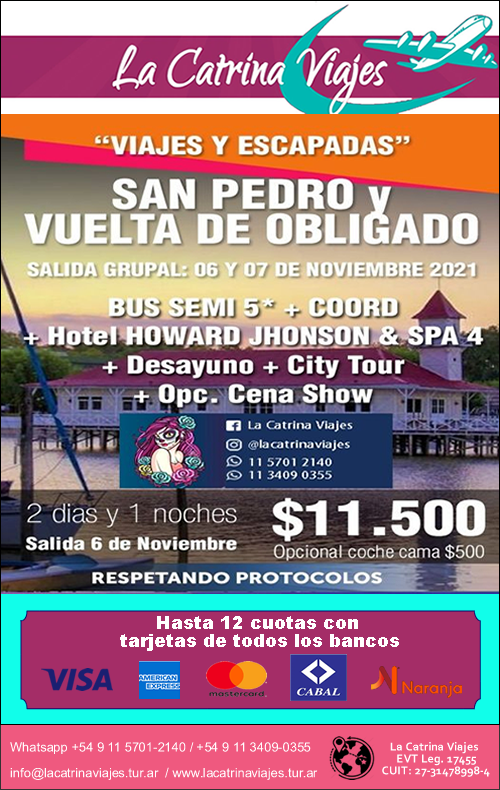 La Catrina Viajes
“VIAJES Y ESCAPADAS”
SAN PEDRO y
VUELTA DE OBLIGADO
SALIDA GRUPAL: 06 Y 07 DE NOVIEMBRE 2021
BUS SEMI 5* + COORD
+ Hotel HOWARD JHONSON & SPA 4
+ Desayuno + City Tour
+ Opc. Cena Show
La Catrina Viajes
@lacatrinaviajes
11 5701 2140
11 3409 0355
2 dias y 1 noches
Salida 6 de Noviembre
$11.500
Opcional coche cama $500
RESPETANDO PROTOCOLOS
Hasta 12 cuotas con
tarjetas de todos los bancos
VISA
AMERICAN EXPRESS
mastercard
CABAL
Naranja
Whatsapp +54 9 11 5701-2140 / +54 9 11 3409-0355
info@lacatrinaviajes.tur.ar / www.lacatrinaviajes.tur.ar
La Catrina Viajes
EVT Leg. 17455
CUIT: 27-31478998-4